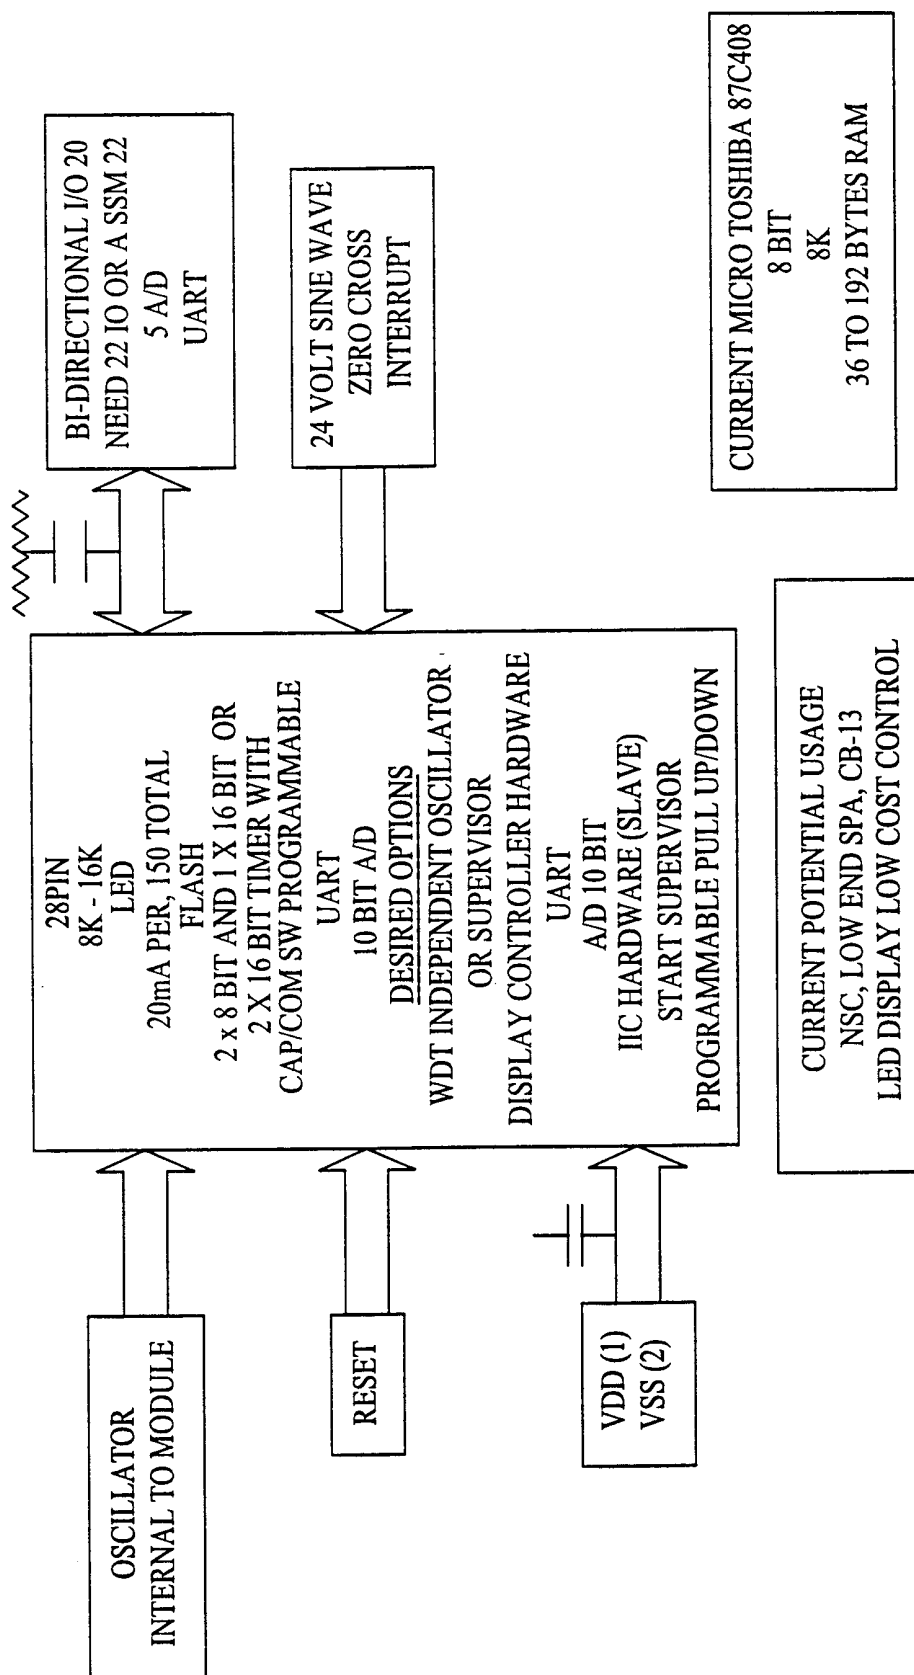 OSCILLATOR
INTERNAL TO MODULE
RESET
VDD (1)
VSS (2)
28PIN
8K - 16K
LED
20mA PER, 150 TOTAL
FLASH
2 x 8 BIT AND 1 X 16 BIT OR
2 X 16 BIT TIMER WITH
CAP/COM SW PROGRAMMABLE
UART
10 BIT A/D
DESIRED OPTIONS
WDT INDEPENDENT OSCILLATOR
OR SUPERVISOR
DISPLAY CONTROLLER HARDWARE
UART
A/D 10 BIT
IIC HARDWARE (SLAVE)
START SUPERVISOR
PROGRAMMABLE PULL UP/DOWN
BI-DIRECTIONAL I/O 20
NEED 22 IO OR A SSM 22
5 A/D
UART
24 VOLT SINE WAVE
ZERO CROSS
INTERRUPT
CURRENT POTENTIAL USAGE
NSC, LOW END SPA, CB-13
LED DISPLAY LOW COST CONTROL
CURRENT MICRO TOSHIBA 87C408
8 BIT
8K
36 TO 192 BYTES RAM